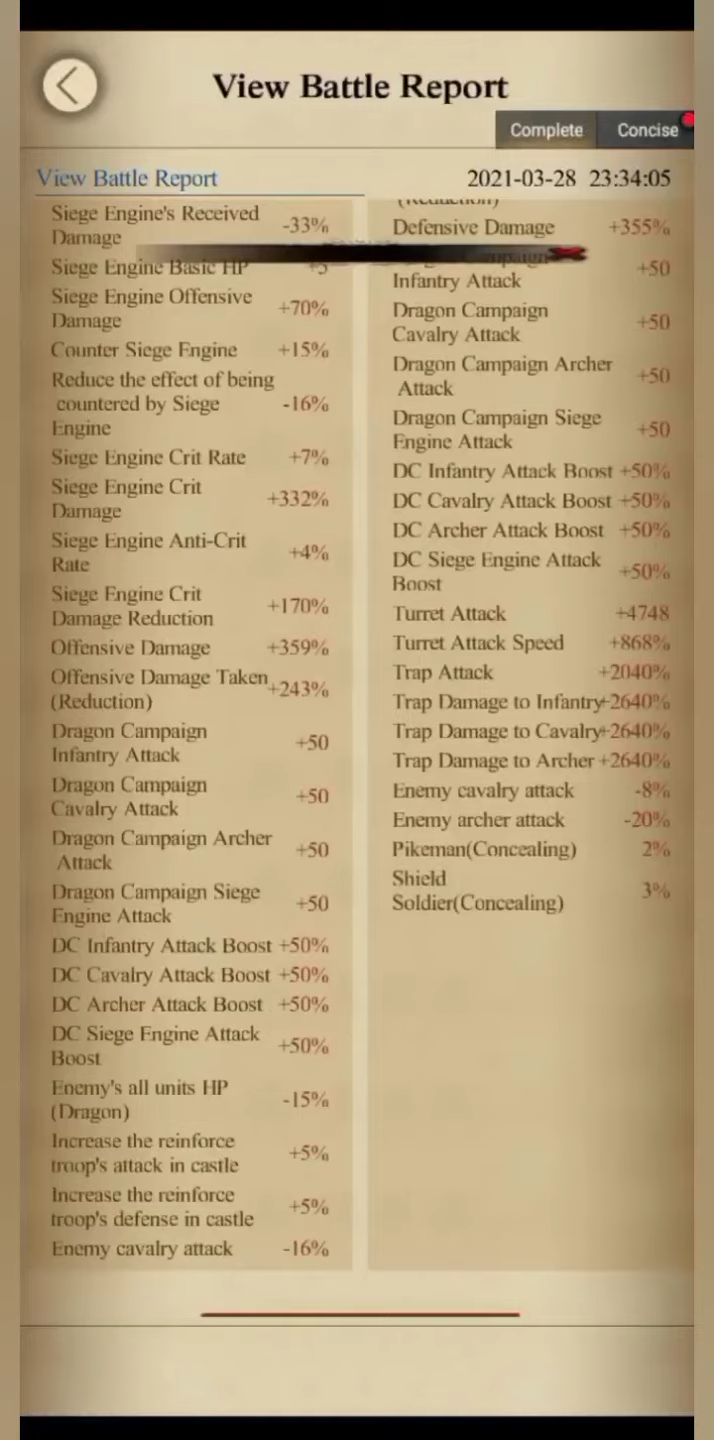 View Battle Report
Complete
Concise
View Battle Report
2021-03-28 23:34:05
Siege Engine's Received
Damage
-33%
Siege Engine Basic HP
Siege Engine Offensive
Damage
+70%
Counter Siege Engine +15%
Reduce the effect of being
countered by Siege
Engine
-16%
Siege Engine Crit Rate +7%
Siege Engine Crit
Damage
+332%
Siege Engine Anti-Crit
Rate
+4%
Siege Engine Crit
Damage Reduction
+170%
Offensive Damage +359%
Offensive Damage Taken
(Reduction)
+243%
Dragon Campaign
Infantry Attack
+50
Dragon Campaign
Cavalry Attack
+50
Dragon Campaign Archer
Attack
+50
Dragon Campaign Siege
Engine Attack
+50
DC Infantry Attack Boost +50%
DC Cavalry Attack Boost +50%
DC Archer Attack Boost +50%
DC Siege Engine Attack
Boost
+50%
Enemy's all units HP
(Dragon)
-15%
Increase the reinforce
troop's attack in castle
+5%
Increase the reinforce
troop's defense in castle
+5%
Enemy cavalry attack -16%
(Reduction)
Defensive Damage +355%
Campaign
Infantry Attack
+50
Dragon Campaign
Cavalry Attack
+50
Dragon Campaign Archer
Attack
+50
Dragon Campaign Siege
Engine Attack
+50
DC Infantry Attack Boost +50%
DC Cavalry Attack Boost +50%
DC Archer Attack Boost +50%
DC Siege Engine Attack
Boost
+50%
Turret Attack +4748
Turret Attack Speed +868%
Trap Attack +2040%
Trap Damage to Infantry +2640%
Trap Damage to Cavalry +2640%
Trap Damage to Archer +2640%
Enemy cavalry attack -8%
Enemy archer attack -20%
Pikeman(Concealing) 2%
Shield
Soldier(Concealing)
3%